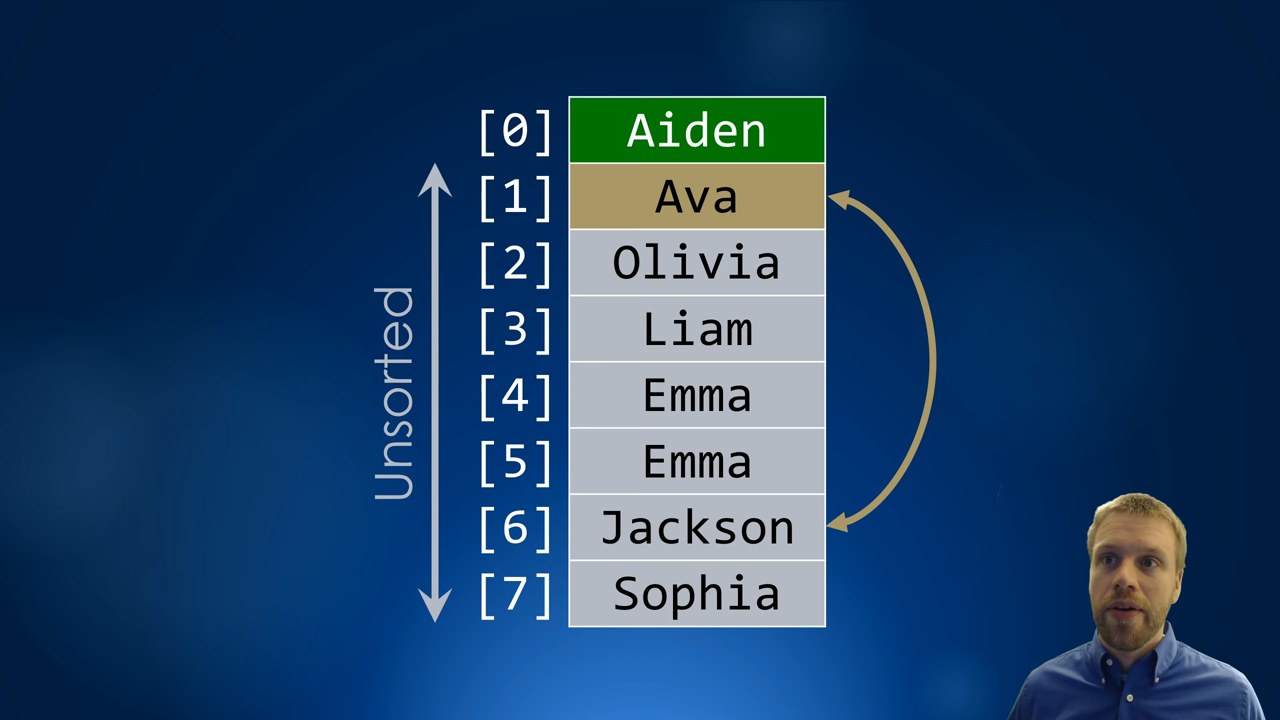 [0] Aiden
[1] Ava
[2] Olivia
[3] Liam
[4] Emma
[5] Emma
[6] Jackson
[7] Sophia
Unsorted